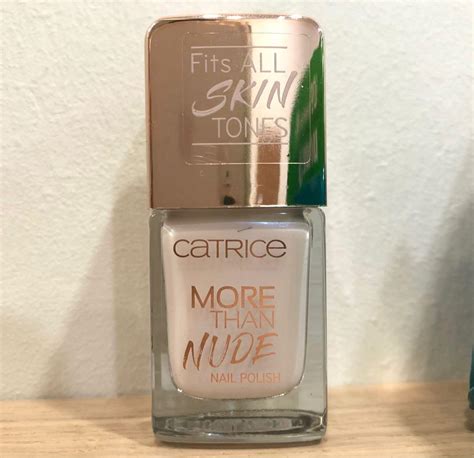 Fits ALL
SKIN
TONES
CATRICE
MORE
THAN
NUDE
NAIL POLISH